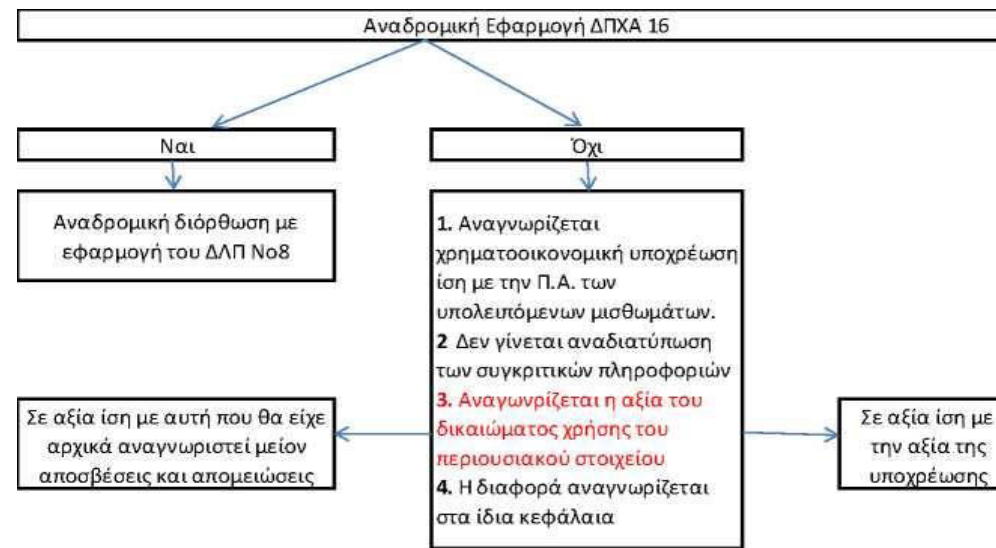 Αναδρομική Εφαρμογή ΔΠΧΑ 16
Ναι
Όχι
Αναδρομική διόρθωση με
εφαρμογή του ΔΛΠ Νο8
1. Αναγνωρίζεται
χρηματοοικονομική υποχρέωση
ίση με την Π.Α. των
υπολειπόμενων μισθωμάτων.
2 Δεν γίνεται αναδιατύπωση
των συγκριτικών πληροφοριών
3. Αναγωνρίζεται η αξία του
δικαιώματος χρήσης του
περιουσιακού στοιχείου
4. Η διαφορά αναγνωρίζεται
στα ίδια κεφάλαια
Σε αξία ίση με αυτή που θα είχε
αρχικά αναγνωριστεί μείον
αποσβέσεις και απομειώσεις
Σε αξία ίση με
την αξία της
υποχρέωσης